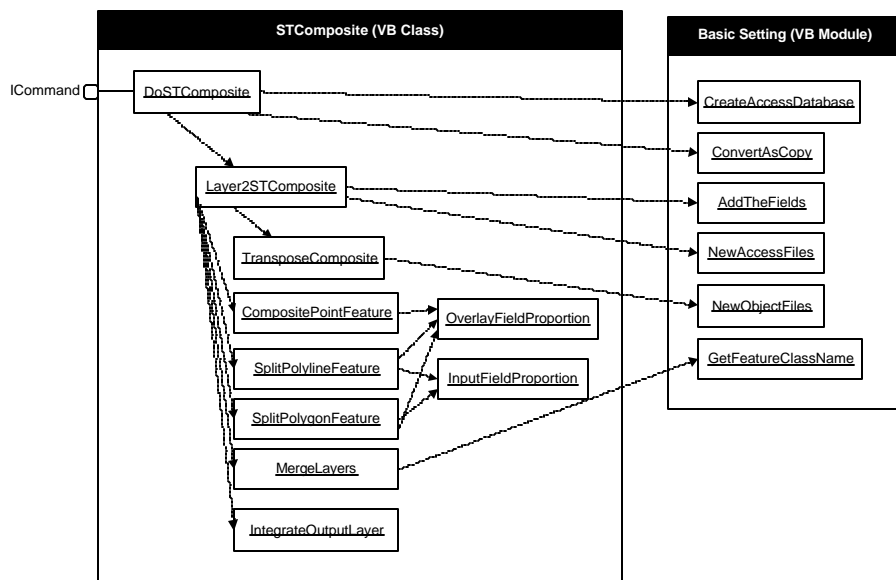 STComposite (VB Class)
Basic Setting (VB Module)
ICommand
DoSTComposite
CreateAccessDatabase
ConvertAsCopy
Layer2STComposite
AddTheFields
TransposeComposite
NewAccessFiles
CompositePointFeature
OverlayFieldProportion
NewObjectFiles
SplitPolylineFeature
InputFieldProportion
GetFeatureClassName
SplitPolygonFeature
MergeLayers
IntegrateOutputLayer